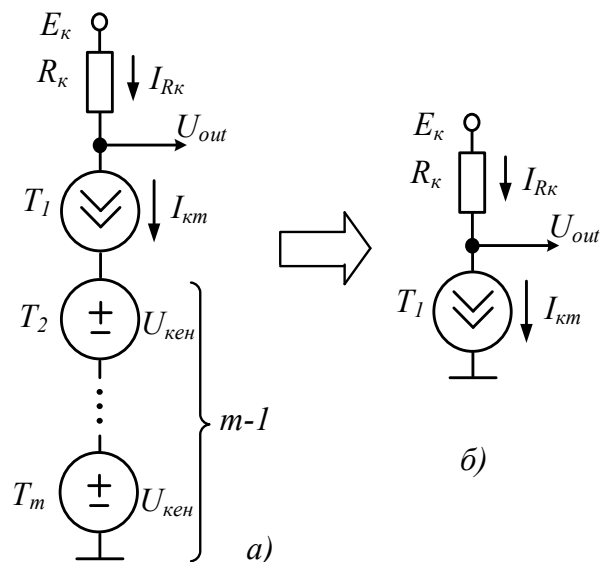 Eк
Rк
IRк
Uout
T1
Iкт
T2
Uкен
m-1
Tm
Uкен
а)
Eк
Rк
IRк
Uout
T1
Iкт
б)